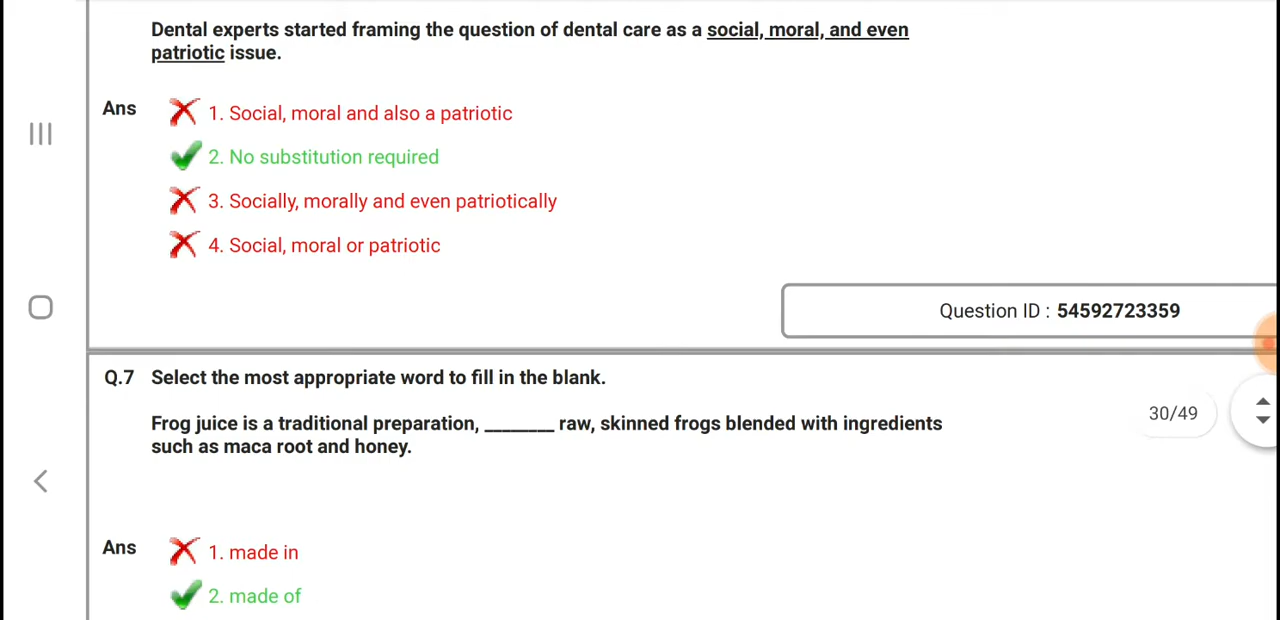 Dental experts started framing the question of dental care as a social, moral, and even
patriotic issue.
Ans
1. Social, moral and also a patriotic
2. No substitution required
3. Socially, morally and even patriotically
4. Social, moral or patriotic
Question ID : 54592723359
Q.7 Select the most appropriate word to fill in the blank.
Frog juice is a traditional preparation, ________ raw, skinned frogs blended with ingredients
such as maca root and honey.
30/49
Ans
1. made in
2. made of